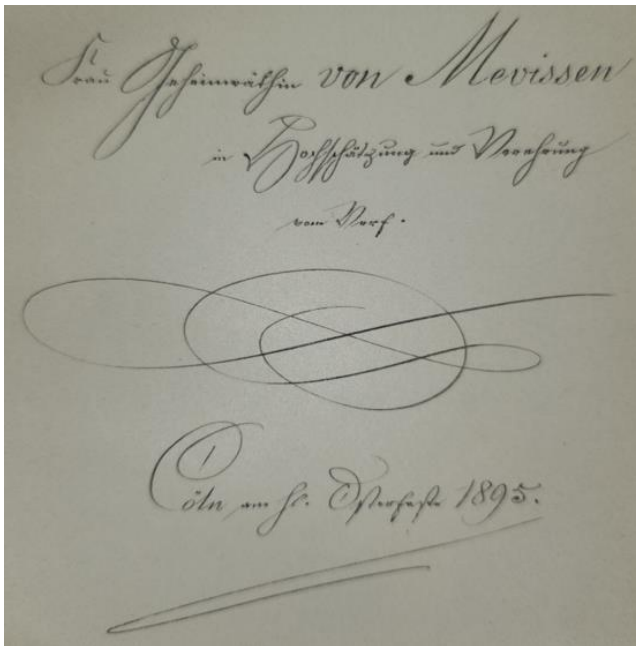 Frau Geheimräthin von Mevissen
in Hochschätzung und Verehrung
vom Verf.
Cöln am hl. Osterfeste 1895.